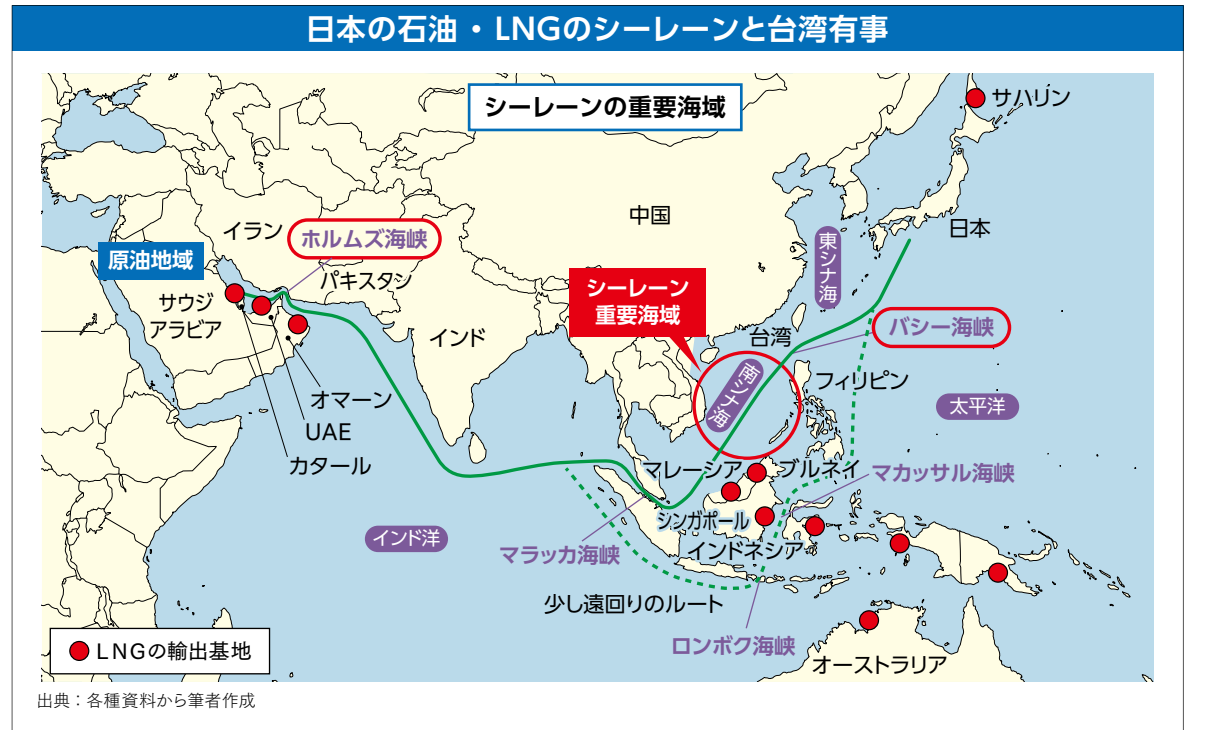 日本の石油・LNGのシーレーンと台湾有事
シーレーンの重要海域
サハリン
中国
日本
イラン
ホルムズ海峡
原油地域
パキスタン
東シナ海
サウジ
アラビア
シーレーン
重要海域
インド
台湾
バシー海峡
南シナ海
フィリピン
オマーン
太平洋
UAE
カタール
マレーシア
ブルネイ
マカッサル海峡
シンガポール
インド洋
マラッカ海峡
インドネシア
少し遠回りのルート
ロンボク海峡
LNGの輸出基地
オーストラリア
出典：各種資料から筆者作成